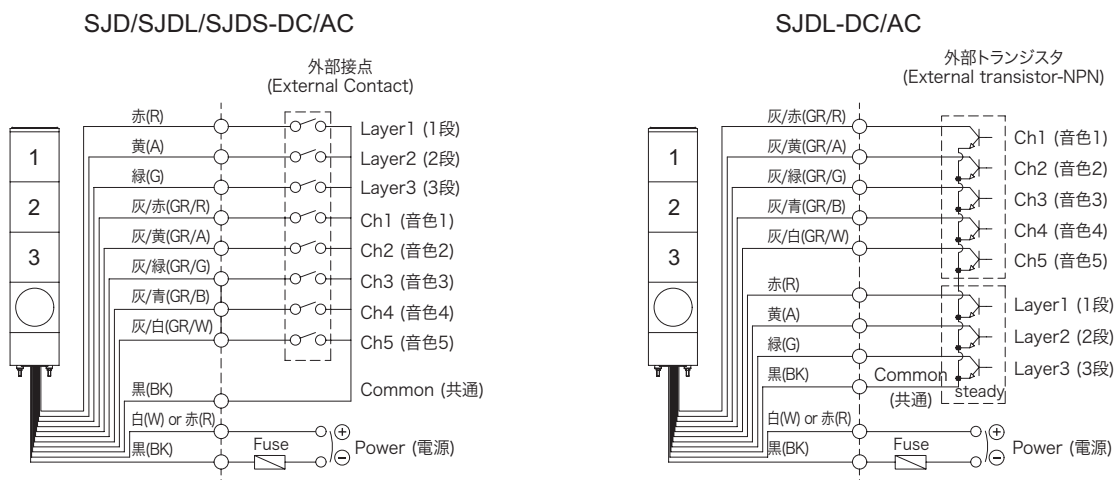 SJD/SJDL/SJDS-DC/AC
外部接点
(External Contact)
1
2
3
赤(R)
黄(A)
緑(G)
灰/赤(GR/R)
灰/黄(GR/A)
灰/緑(GR/G)
灰/青(GR/B)
灰/白(GR/W)
黒(BK)
白(W) or 赤(R)
黒(BK)
Fuse
Layer1 (1段)
Layer2 (2段)
Layer3 (3段)
Ch1 (音色1)
Ch2 (音色2)
Ch3 (音色3)
Ch4 (音色4)
Ch5 (音色5)
Common (共通)
+
−
Power (電源)
SJDL-DC/AC
外部トランジスタ
(External transistor-NPN)
1
2
3
灰/赤(GR/R)
灰/黄(GR/A)
灰/緑(GR/G)
灰/青(GR/B)
灰/白(GR/W)
赤(R)
黄(A)
緑(G)
黒(BK)
白(W) or 赤(R)
黒(BK)
Common
(共通)
steady
Fuse
Ch1 (音色1)
Ch2 (音色2)
Ch3 (音色3)
Ch4 (音色4)
Ch5 (音色5)
Layer1 (1段)
Layer2 (2段)
Layer3 (3段)
+
−
Power (電源)